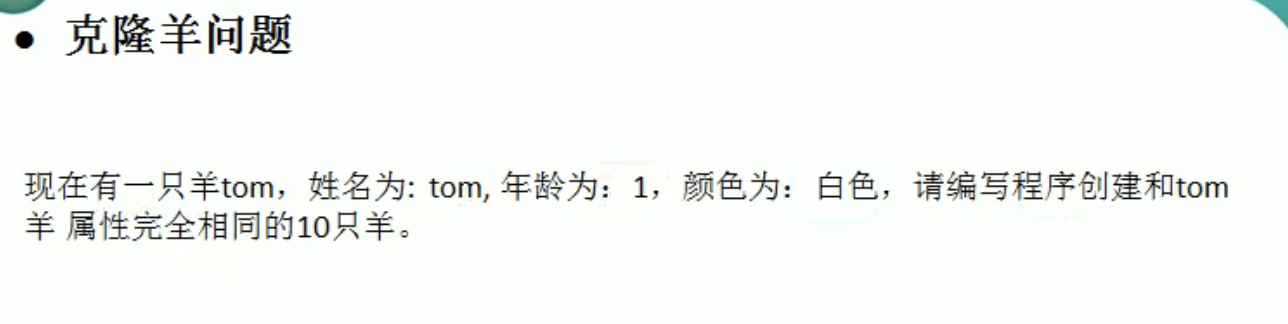 ● 克隆羊问题
现在有一只羊tom，姓名为: tom, 年龄为：1，颜色为：白色，请编写程序创建和tom
羊 属性完全相同的10只羊。